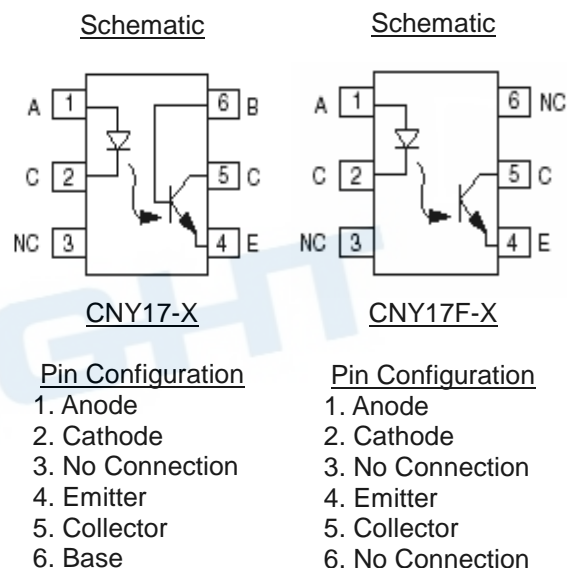 Schematic
A 1
C 2
NC 3
6 B
5 C
4 E
CNY17-X
Pin Configuration
1. Anode
2. Cathode
3. No Connection
4. Emitter
5. Collector
6. Base
Schematic
A 1
C 2
NC 3
6 NC
5 C
4 E
CNY17F-X
Pin Configuration
1. Anode
2. Cathode
3. No Connection
4. Emitter
5. Collector
6. No Connection
GHT